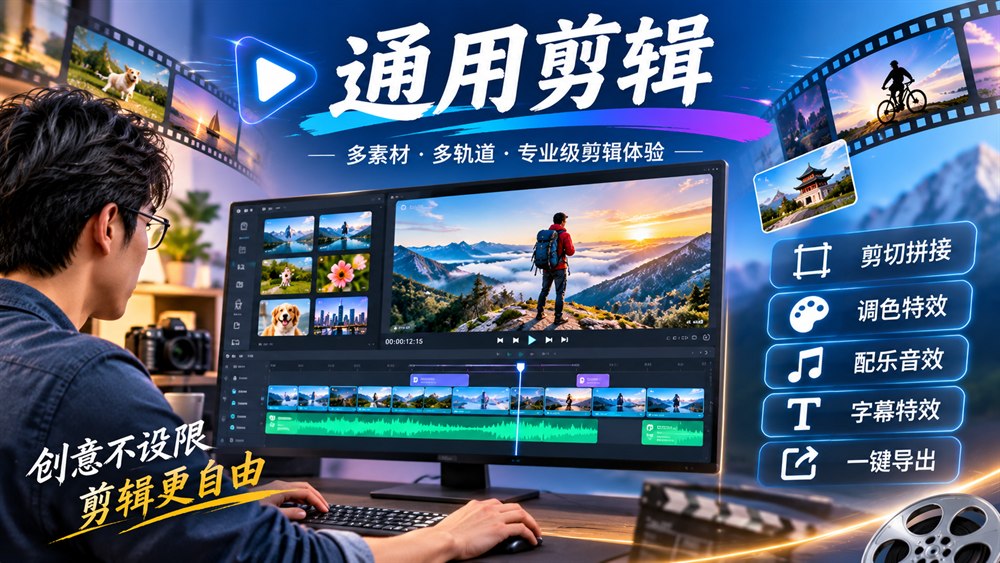 通用剪辑
多素材 · 多轨道 · 专业级剪辑体验
00:00:12:15
剪切拼接
调色特效
配乐音效
字幕特效
一键导出
创意不设限
剪辑更自由